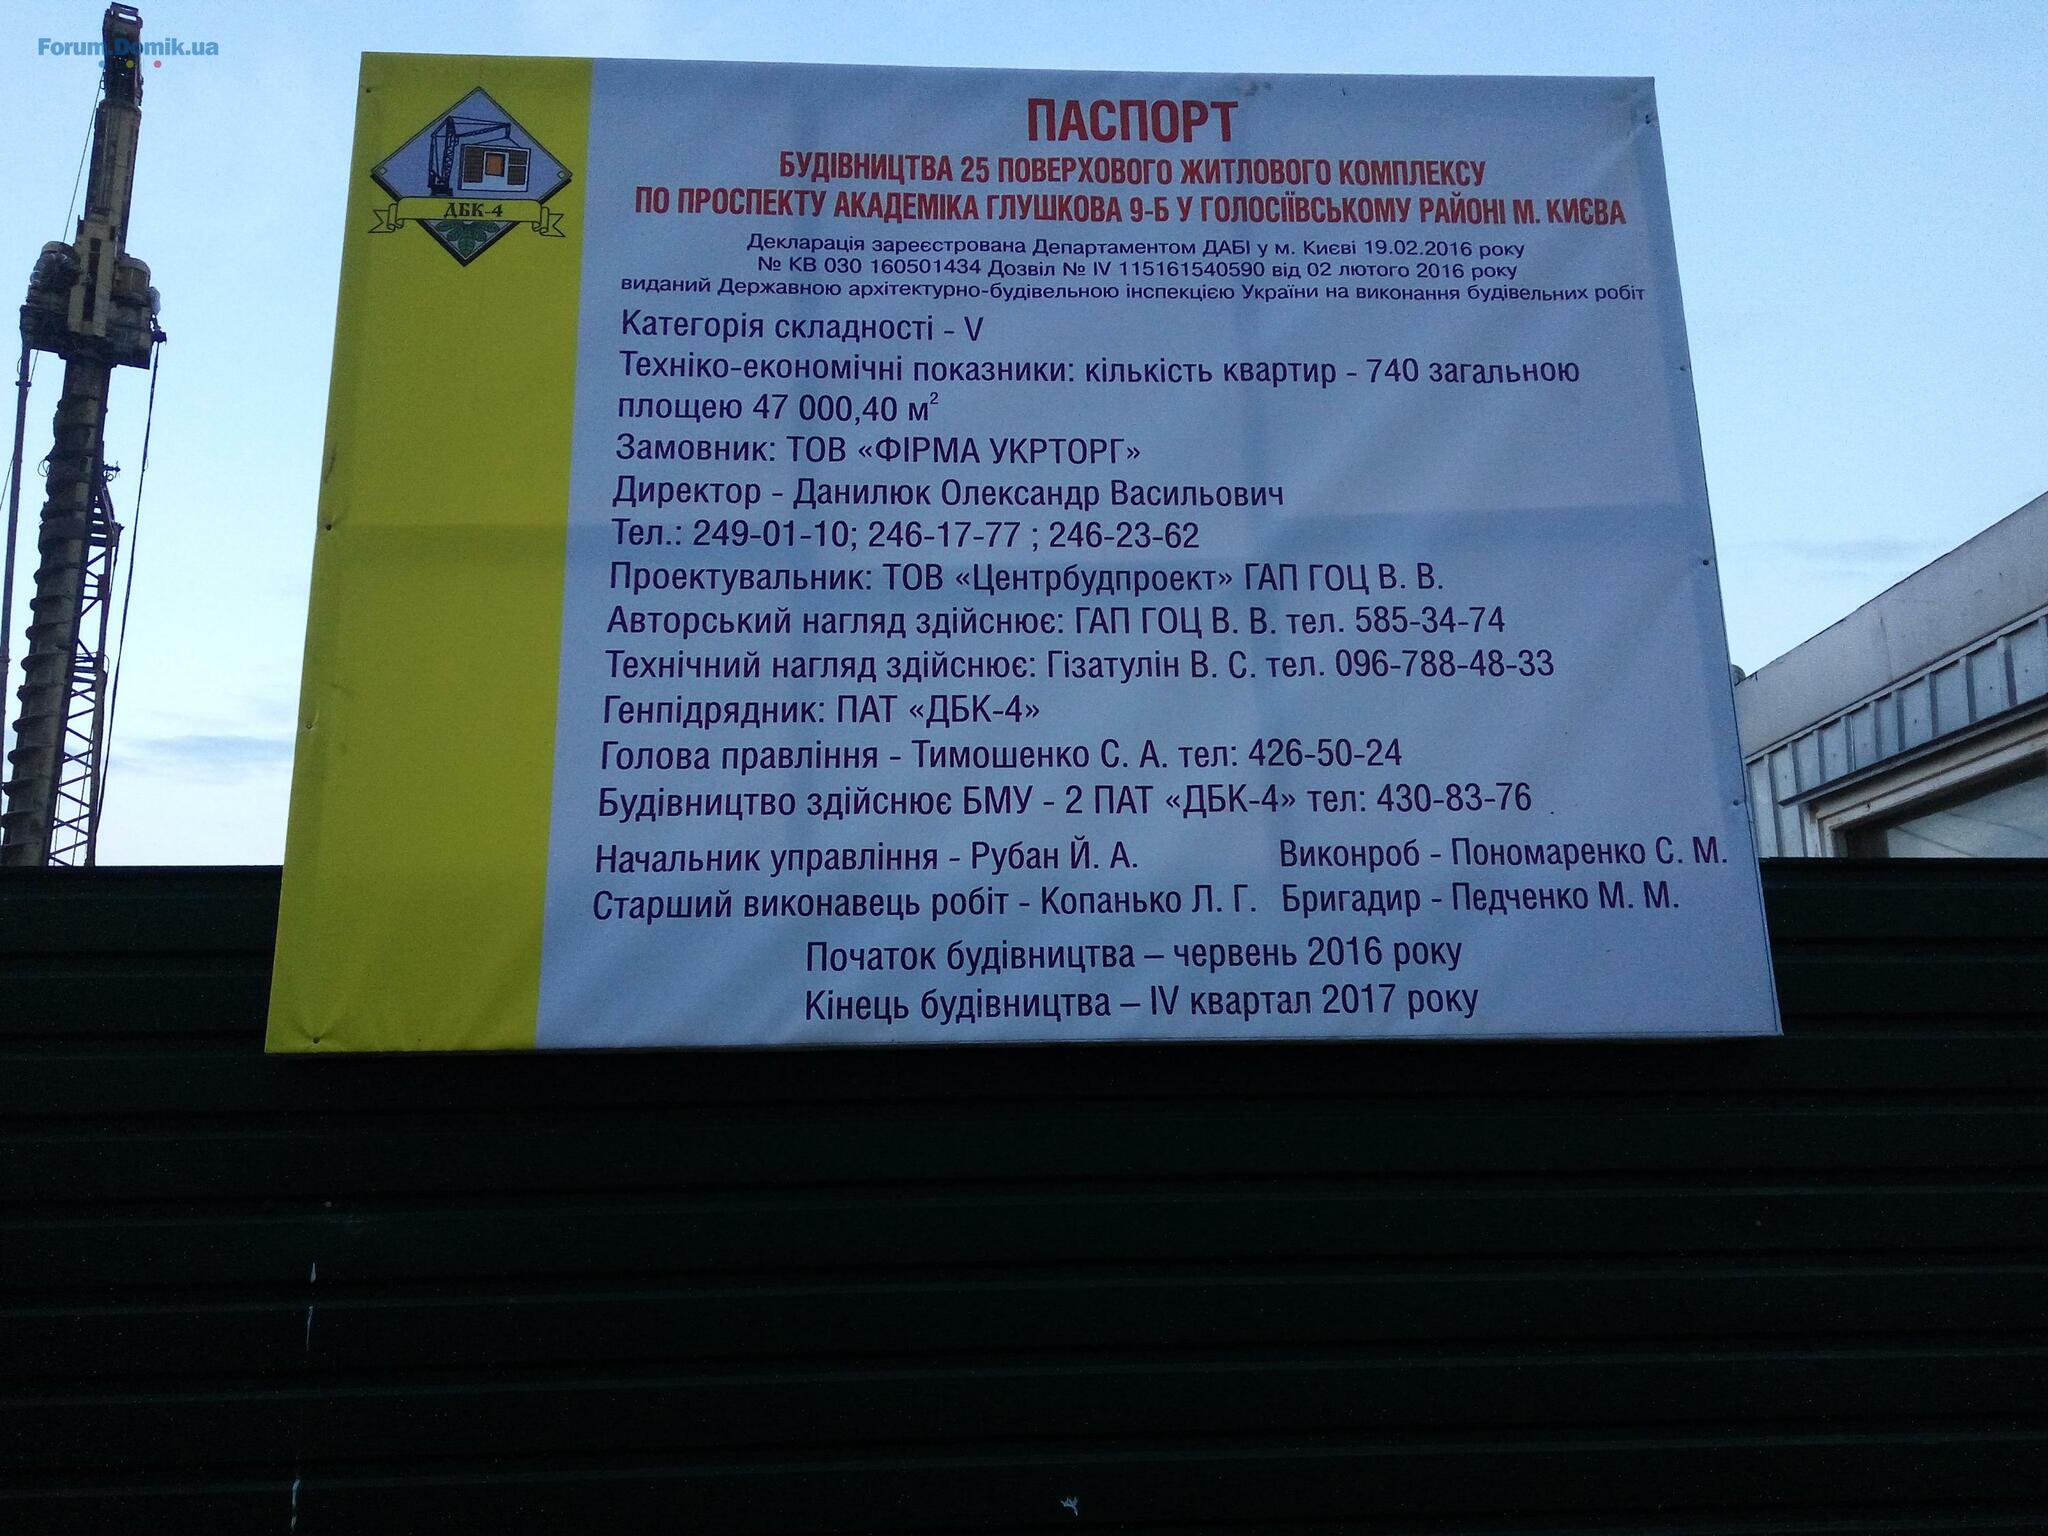 Forum.Domik.ua
ДБК-4
ПАСПОРТ
БУДІВНИЦТВА 25 ПОВЕРХОВОГО ЖИТЛОВОГО КОМПЛЕКСУ
ПО ПРОСПЕКТУ АКАДЕМІКА ГЛУШКОВА 9-Б У ГОЛОСІЇВСЬКОМУ РАЙОНІ М. КИЄВА
Декларація зареєстрована Департаментом ДАБІ у м. Києві 19.02.2016 року
№ КВ 030 160501434 Дозвіл № IV 115161540590 від 02 лютого 2016 року
виданий Державною архітектурно-будівельною інспекцією України на виконання будівельних робіт
Категорія складності - V
Техніко-економічні показники: кількість квартир - 740 загальною
площею 47 000,40 м²
Замовник: ТОВ «ФІРМА УКРТОРГ»
Директор - Данилюк Олександр Васильович
Тел.: 249-01-10; 246-17-77 ; 246-23-62
Проектувальник: ТОВ «Центрбудпроект» ГАП ГОЦ В. В.
Авторський нагляд здійснює: ГАП ГОЦ В. В. тел. 585-34-74
Технічний нагляд здійснює: Гізатулін В. С. тел. 096-788-48-33
Генпідрядник: ПАТ «ДБК-4»
Голова правління - Тимошенко С. А. тел: 426-50-24
Будівництво здійснює БМУ - 2 ПАТ «ДБК-4» тел: 430-83-76
Начальник управління - Рубан Й. А. Виконроб - Пономаренко С. М.
Старший виконавець робіт - Копанько Л. Г. Бригадир - Педченко М. М.
Початок будівництва – червень 2016 року
Кінець будівництва – IV квартал 2017 року